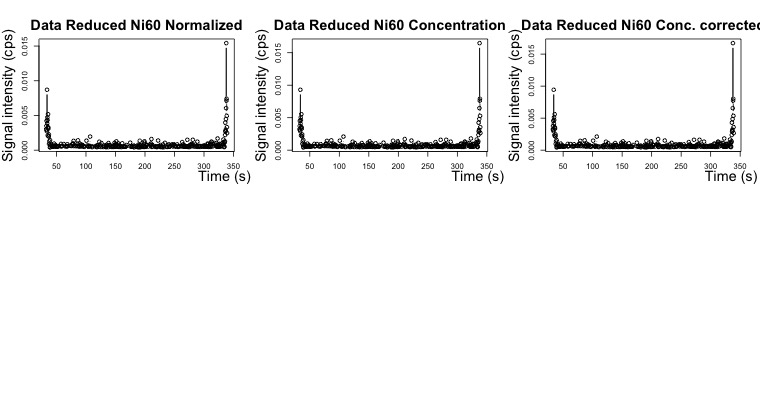 Data Reduced Ni60 Normalized
Signal intensity (cps)
0.000 0.005 0.010 0.015
50 100 150 200 250 300 350
Time (s)
Data Reduced Ni60 Concentration
Signal intensity (cps)
0.000 0.005 0.010 0.015
50 100 150 200 250 300 350
Time (s)
Data Reduced Ni60 Conc. corrected
Signal intensity (cps)
0.000 0.005 0.010 0.015
50 100 150 200 250 300 350
Time (s)